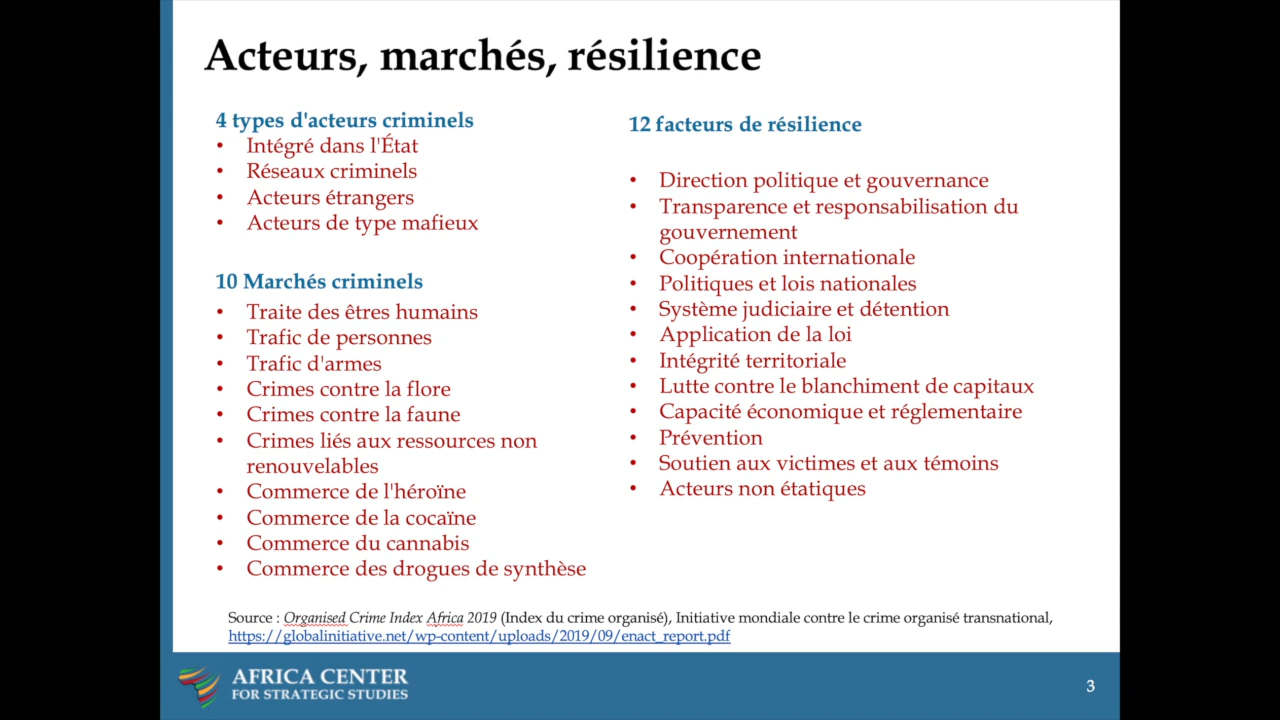 Acteurs, marchés, résilience
4 types d'acteurs criminels
• Intégré dans l'État
• Réseaux criminels
• Acteurs étrangers
• Acteurs de type mafieux
10 Marchés criminels
• Traite des êtres humains
• Trafic de personnes
• Trafic d'armes
• Crimes contre la flore
• Crimes contre la faune
• Crimes liés aux ressources non
renouvelables
• Commerce de l'héroïne
• Commerce de la cocaïne
• Commerce du cannabis
• Commerce des drogues de synthèse
12 facteurs de résilience
• Direction politique et gouvernance
• Transparence et responsabilisation du
gouvernement
• Coopération internationale
• Politiques et lois nationales
• Système judiciaire et détention
• Application de la loi
• Intégrité territoriale
• Lutte contre le blanchiment de capitaux
• Capacité économique et réglementaire
• Prévention
• Soutien aux victimes et aux témoins
• Acteurs non étatiques
Source : Organised Crime Index Africa 2019 (Index du crime organisé), Initiative mondiale contre le crime organisé transnational,
https://globalinitiative.net/wp-content/uploads/2019/09/enact_report.pdf
AFRICA CENTER
FOR STRATEGIC STUDIES
3